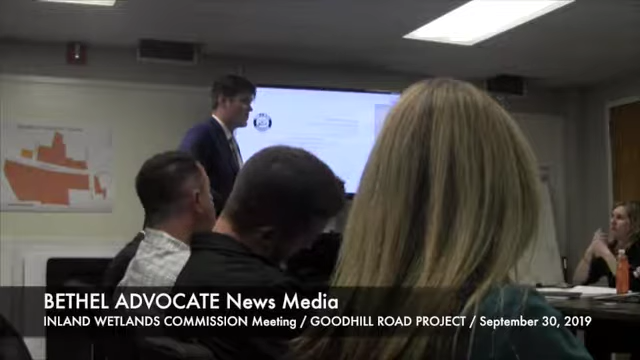 BETHEL ADVOCATE News Media
INLAND WETLANDS COMMISSION Meeting / GOODHILL ROAD PROJECT / September 30, 2019